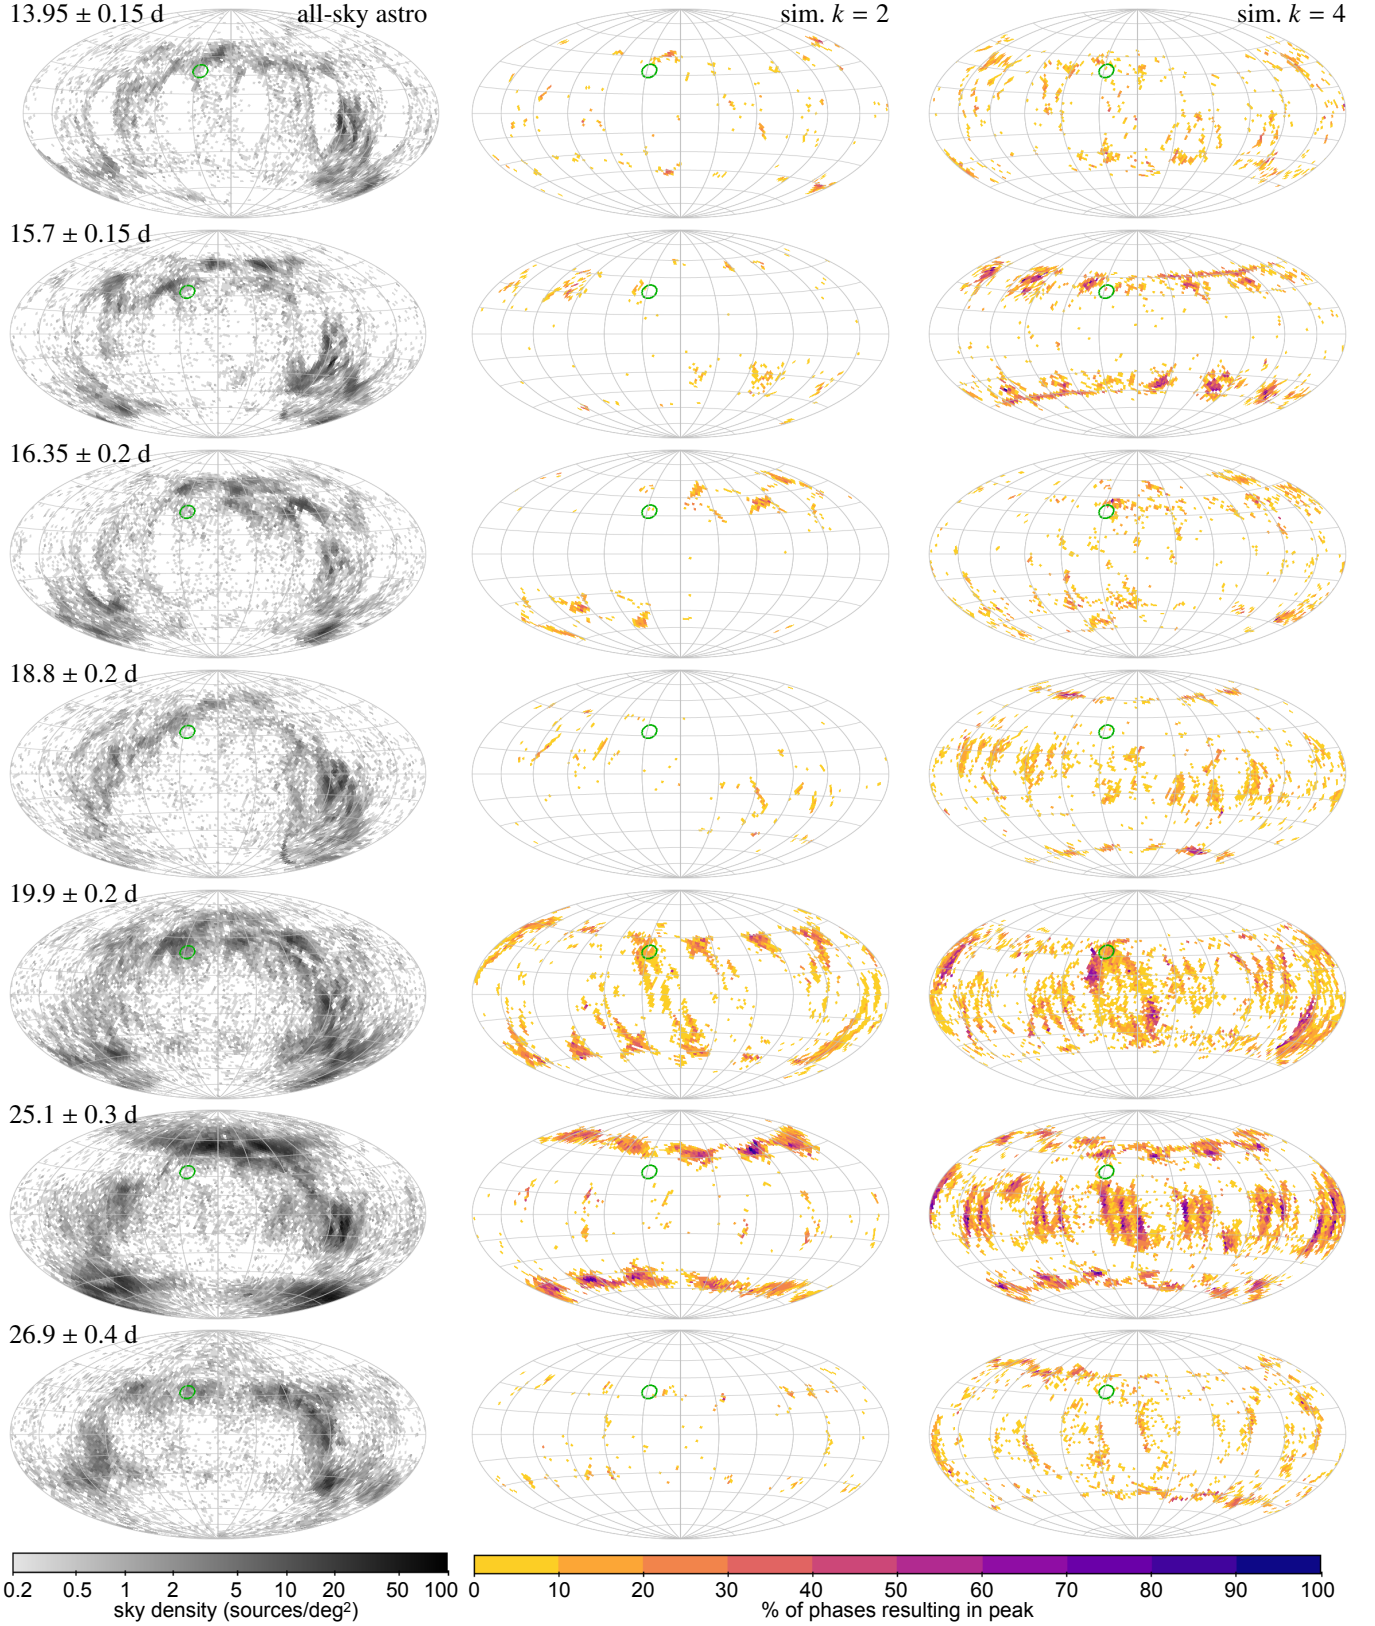 13.95 ± 0.15 d all-sky astro sim. k = 2 sim. k = 4
15.7 ± 0.15 d
16.35 ± 0.2 d
18.8 ± 0.2 d
19.9 ± 0.2 d
25.1 ± 0.3 d
26.9 ± 0.4 d
0.2 0.5 1 2 5 10 20 50 100 0 10 20 30 40 50 60 70 80 90 100
sky density (sources/deg²) % of phases resulting in peak